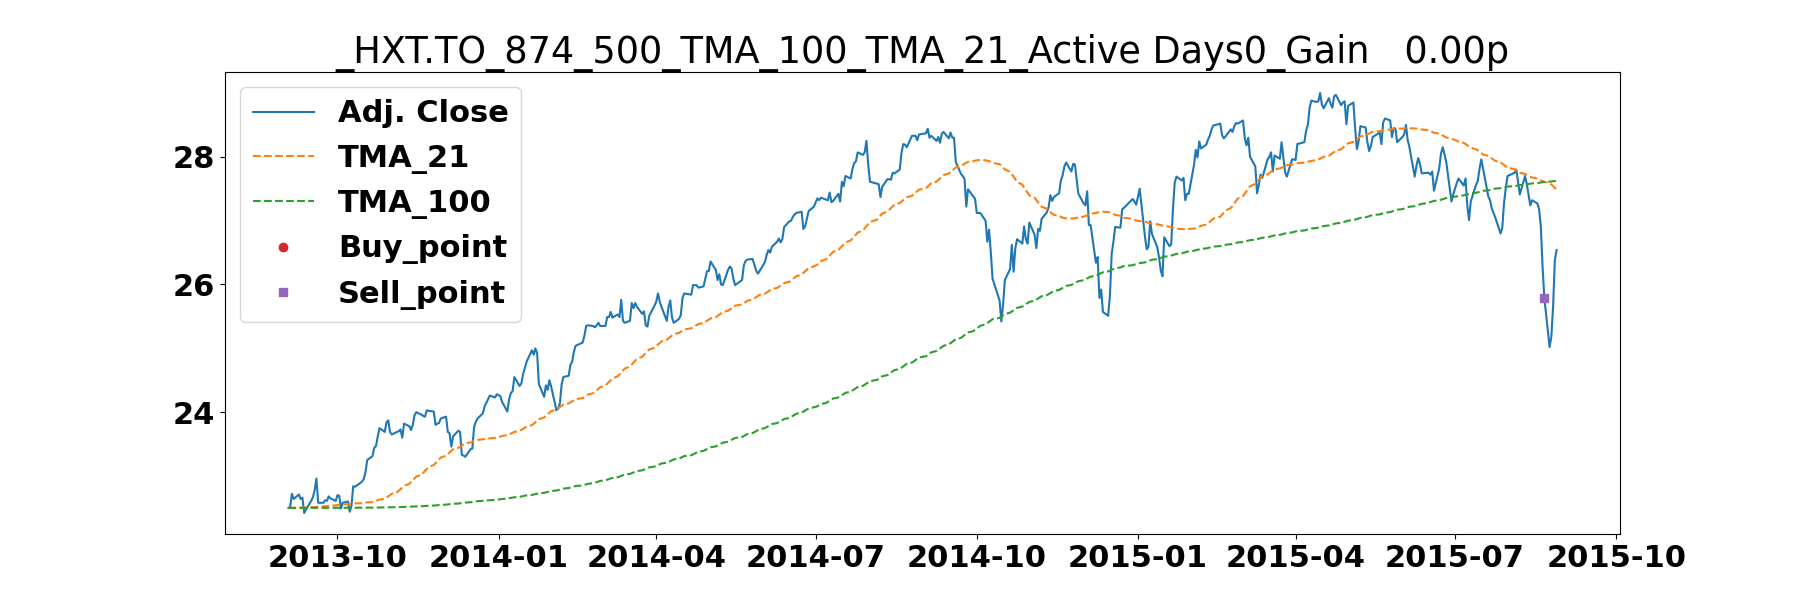 _HXT.TO_874_500_TMA_100_TMA_21_Active Days0_Gain   0.00p
Adj. Close
TMA_21
TMA_100
Buy_point
Sell_point
28
26
24
2013-10 2014-01 2014-04 2014-07 2014-10 2015-01 2015-04 2015-07 2015-10